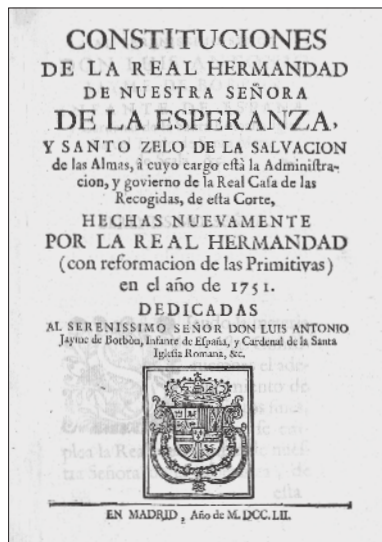 CONSTITUCIONES
DE LA REAL HERMANDAD
DE NUESTRA SEÑORA
DE LA ESPERANZA,
Y SANTO ZELO DE LA SALVACION
de las Almas, à cuyo cargo eſtà la Adminiſtra-
cion, y govierno de la Real Caſa de las
Recogidas, de eſta Corte,
HECHAS NUEVAMENTE
POR LA REAL HERMANDAD
(con reformacion de las Primitivas)
en el año de 1751.
DEDICADAS
AL SERENISSIMO SEÑOR DON LUIS ANTONIO
Jayme de Borbòn, Infante de Eſpaña, y Cardenal de la Santa
Igleſia Romana, &c.
EN MADRID, Año de M.DCC.LII.